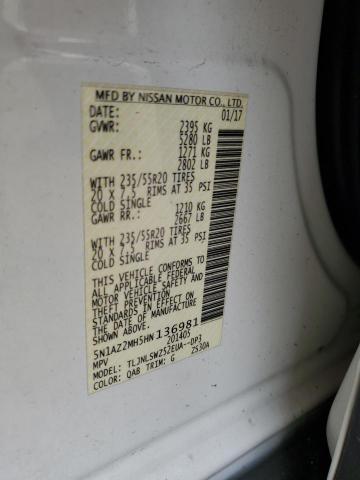 MFD BY NISSAN MOTOR CO., LTD.
DATE: 01/17
GVWR: 2395 KG
5280 LB
GAWR FR.: 1271 KG
2802 LB
WITH 235/55R20 TIRES
20 X 7.5 RIMS AT 35 PSI
COLD SINGLE
GAWR RR.: 1210 KG
2667 LB
WITH 235/55R20 TIRES
20 X 7.5 RIMS AT 35 PSI
COLD SINGLE
THIS VEHICLE CONFORMS TO
ALL APPLICABLE FEDERAL
MOTOR VEHICLE SAFETY AND
THEFT PREVENTION
STANDARDS IN EFFECT ON
THE DATE OF MANUFACTURE
SHOWN ABOVE.
5N1AZ2MH5HN136981
MPV 201405
MODEL: TLJNLSWZ52EUA--DP3
COLOR: QAB TRIM: G ZS30A